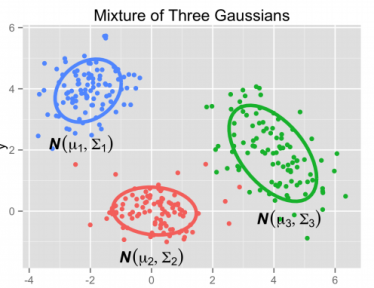 Mixture of Three Gaussians
6
4
2
0
y
N(μ₁, Σ₁)
N(μ₂, Σ₂)
N(μ₃, Σ₃)
-4 -2 0 2 4 6